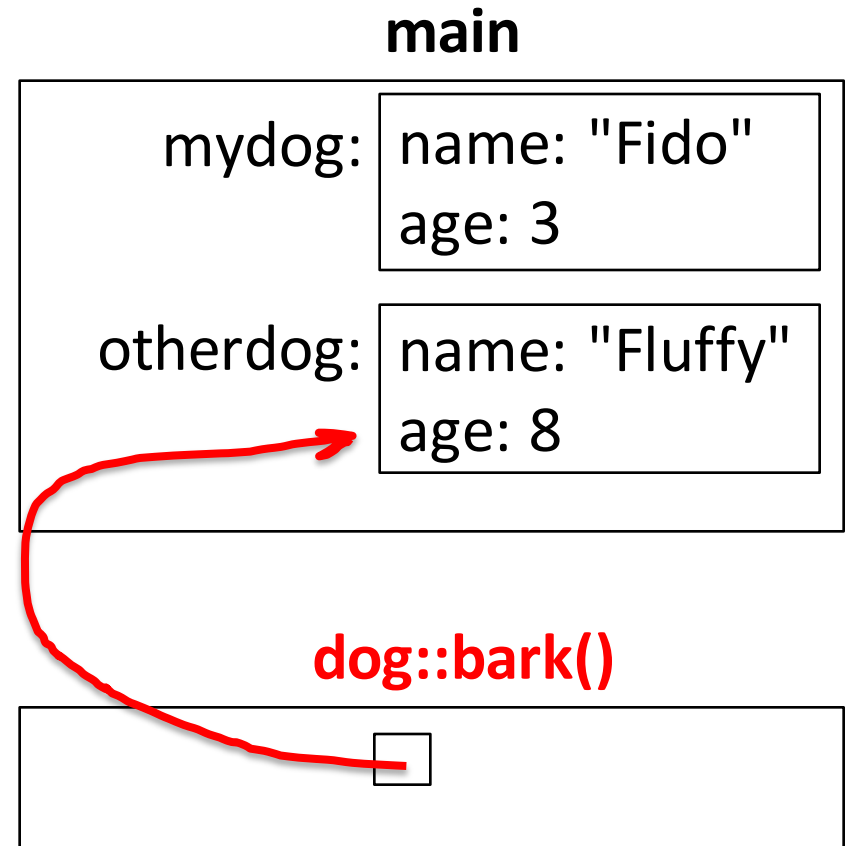 main
mydog: name: "Fido"
age: 3
otherdog: name: "Fluffy"
age: 8
dog::bark()